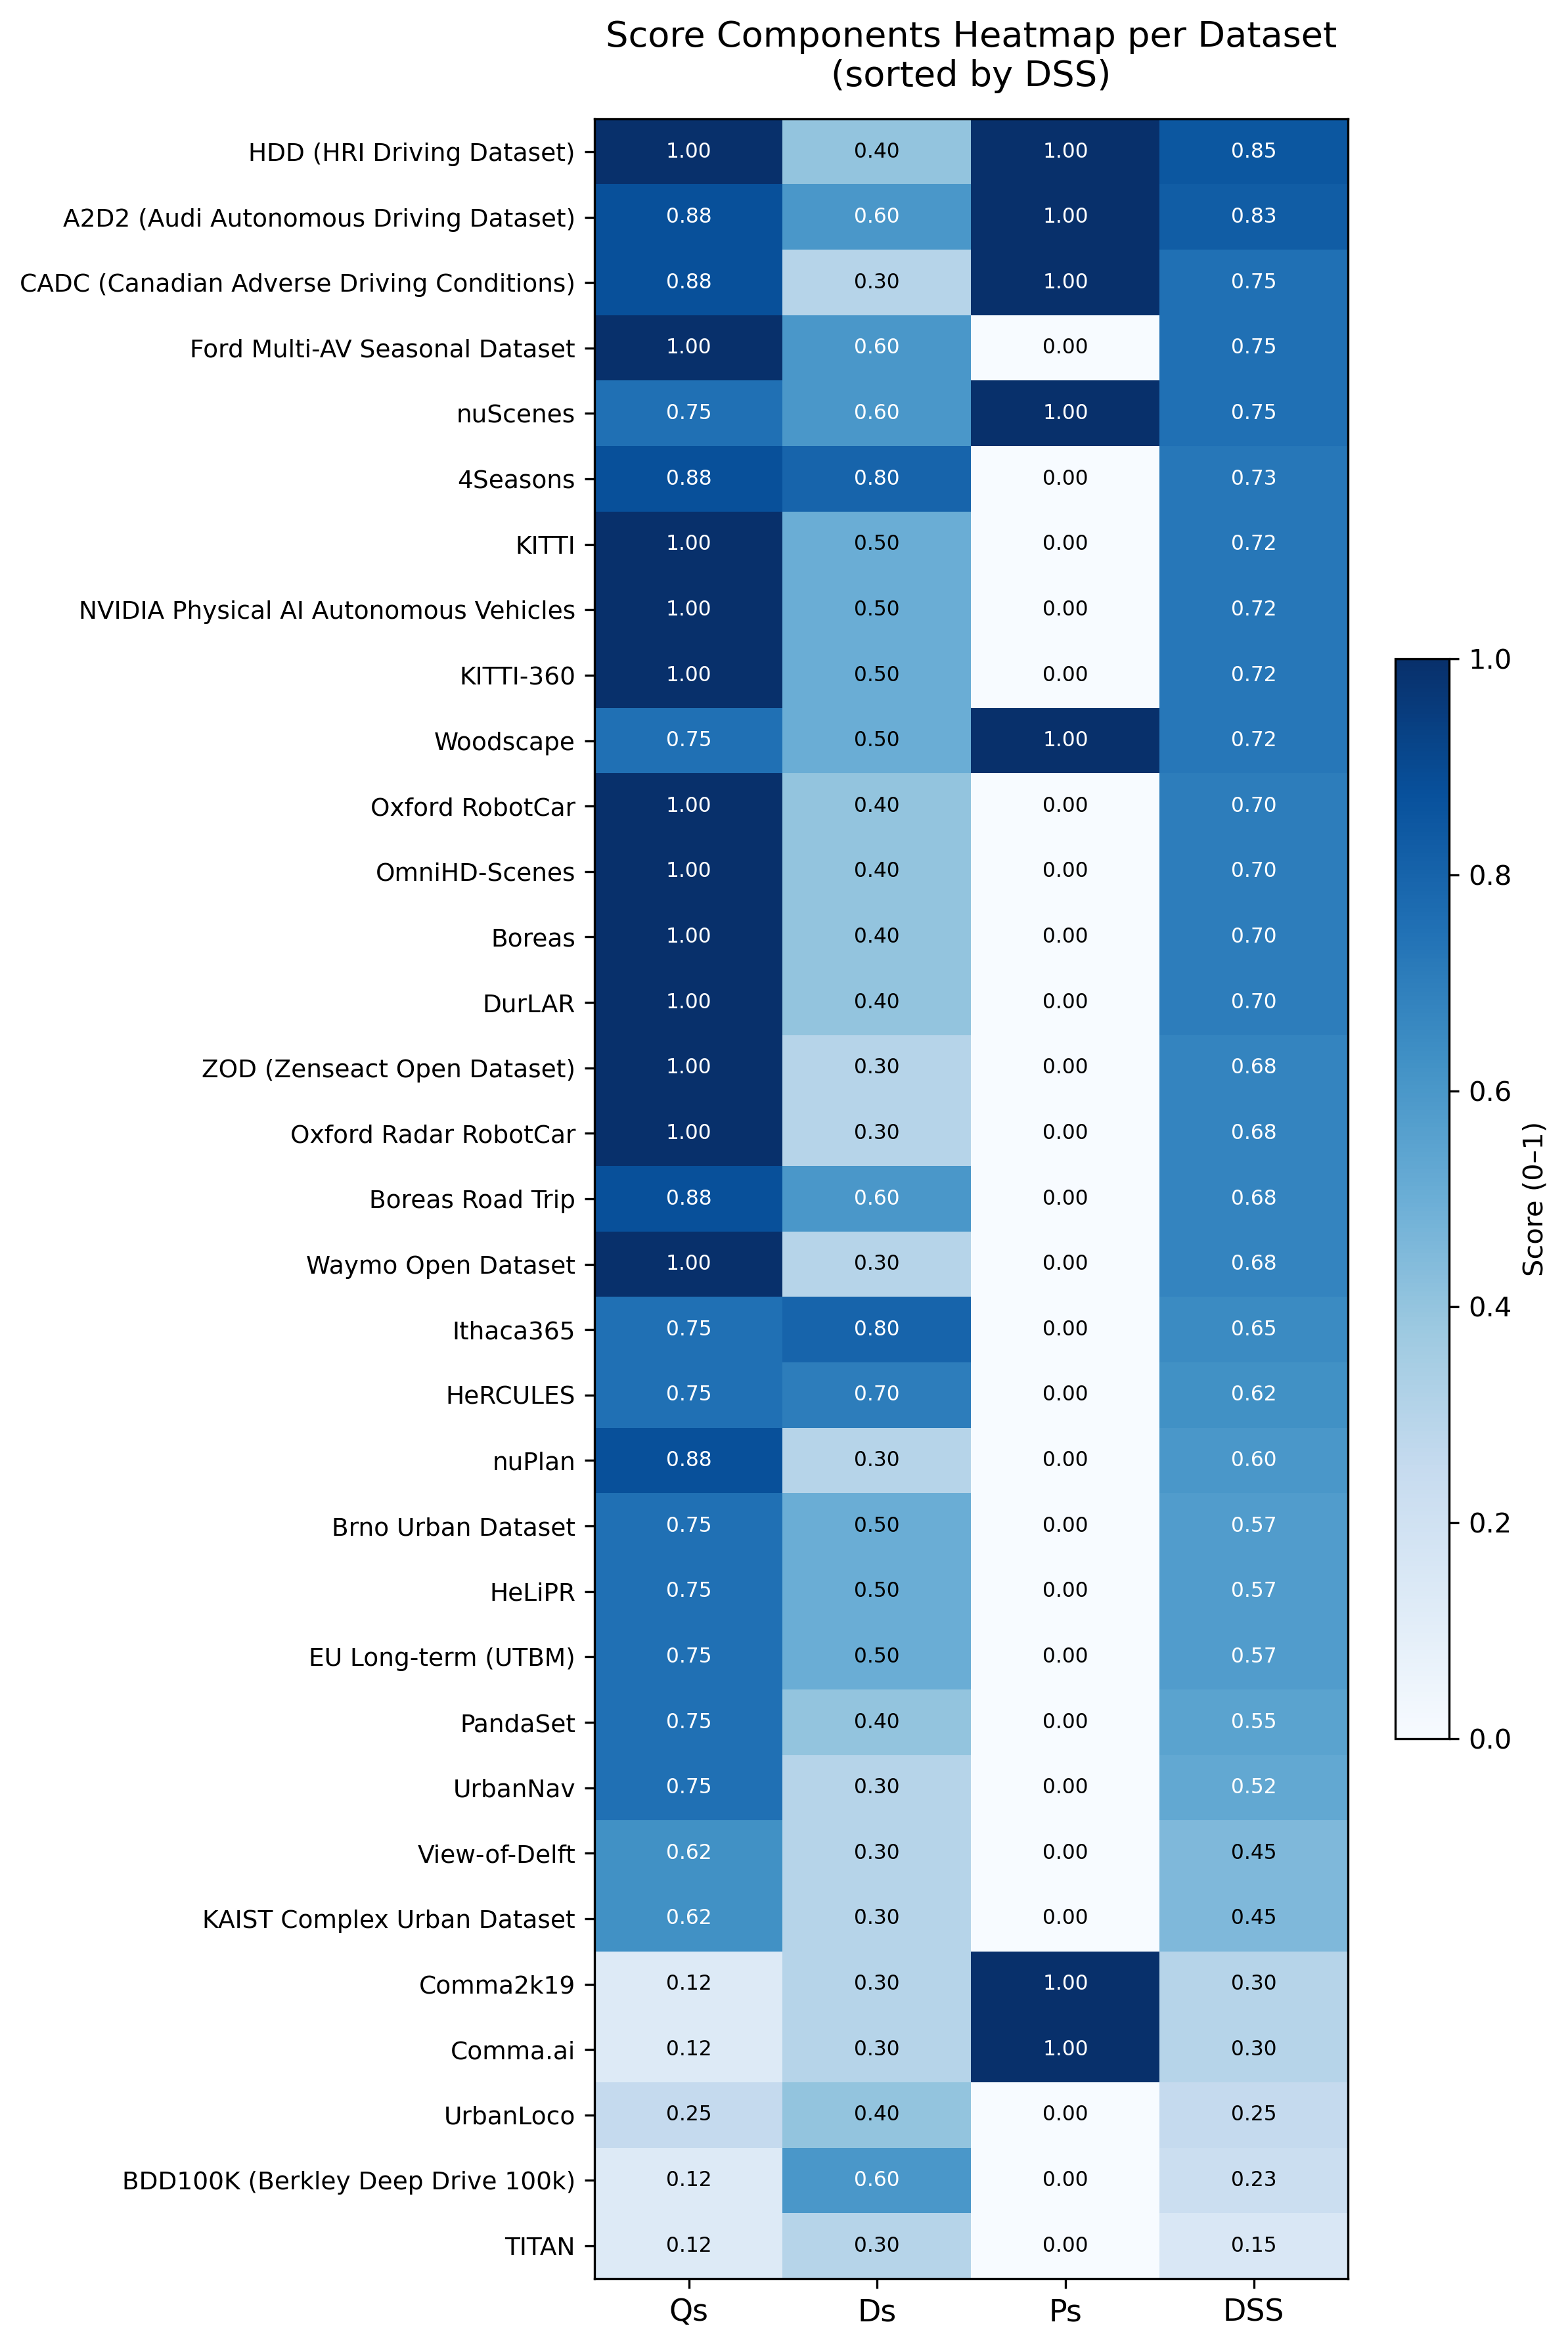 Score Components Heatmap per Dataset
(sorted by DSS)
HDD (HRI Driving Dataset) 1.00 0.40 1.00 0.85
A2D2 (Audi Autonomous Driving Dataset) 0.88 0.60 1.00 0.83
CADC (Canadian Adverse Driving Conditions) 0.88 0.30 1.00 0.75
Ford Multi-AV Seasonal Dataset 1.00 0.60 0.00 0.75
nuScenes 0.75 0.60 1.00 0.75
4Seasons 0.88 0.80 0.00 0.73
KITTI 1.00 0.50 0.00 0.72
NVIDIA Physical AI Autonomous Vehicles 1.00 0.50 0.00 0.72
KITTI-360 1.00 0.50 0.00 0.72
Woodscape 0.75 0.50 1.00 0.72
Oxford RobotCar 1.00 0.40 0.00 0.70
OmniHD-Scenes 1.00 0.40 0.00 0.70
Boreas 1.00 0.40 0.00 0.70
DurLAR 1.00 0.40 0.00 0.70
ZOD (Zenseact Open Dataset) 1.00 0.30 0.00 0.68
Oxford Radar RobotCar 1.00 0.30 0.00 0.68
Boreas Road Trip 0.88 0.60 0.00 0.68
Waymo Open Dataset 1.00 0.30 0.00 0.68
Ithaca365 0.75 0.80 0.00 0.65
HeRCULES 0.75 0.70 0.00 0.62
nuPlan 0.88 0.30 0.00 0.60
Brno Urban Dataset 0.75 0.50 0.00 0.57
HeLiPR 0.75 0.50 0.00 0.57
EU Long-term (UTBM) 0.75 0.50 0.00 0.57
PandaSet 0.75 0.40 0.00 0.55
UrbanNav 0.75 0.30 0.00 0.52
View-of-Delft 0.62 0.30 0.00 0.45
KAIST Complex Urban Dataset 0.62 0.30 0.00 0.45
Comma2k19 0.12 0.30 1.00 0.30
Comma.ai 0.12 0.30 1.00 0.30
UrbanLoco 0.25 0.40 0.00 0.25
BDD100K (Berkley Deep Drive 100k) 0.12 0.60 0.00 0.23
TITAN 0.12 0.30 0.00 0.15
Qs Ds Ps DSS
1.0
0.8
0.6
0.4
0.2
0.0
Score (0–1)